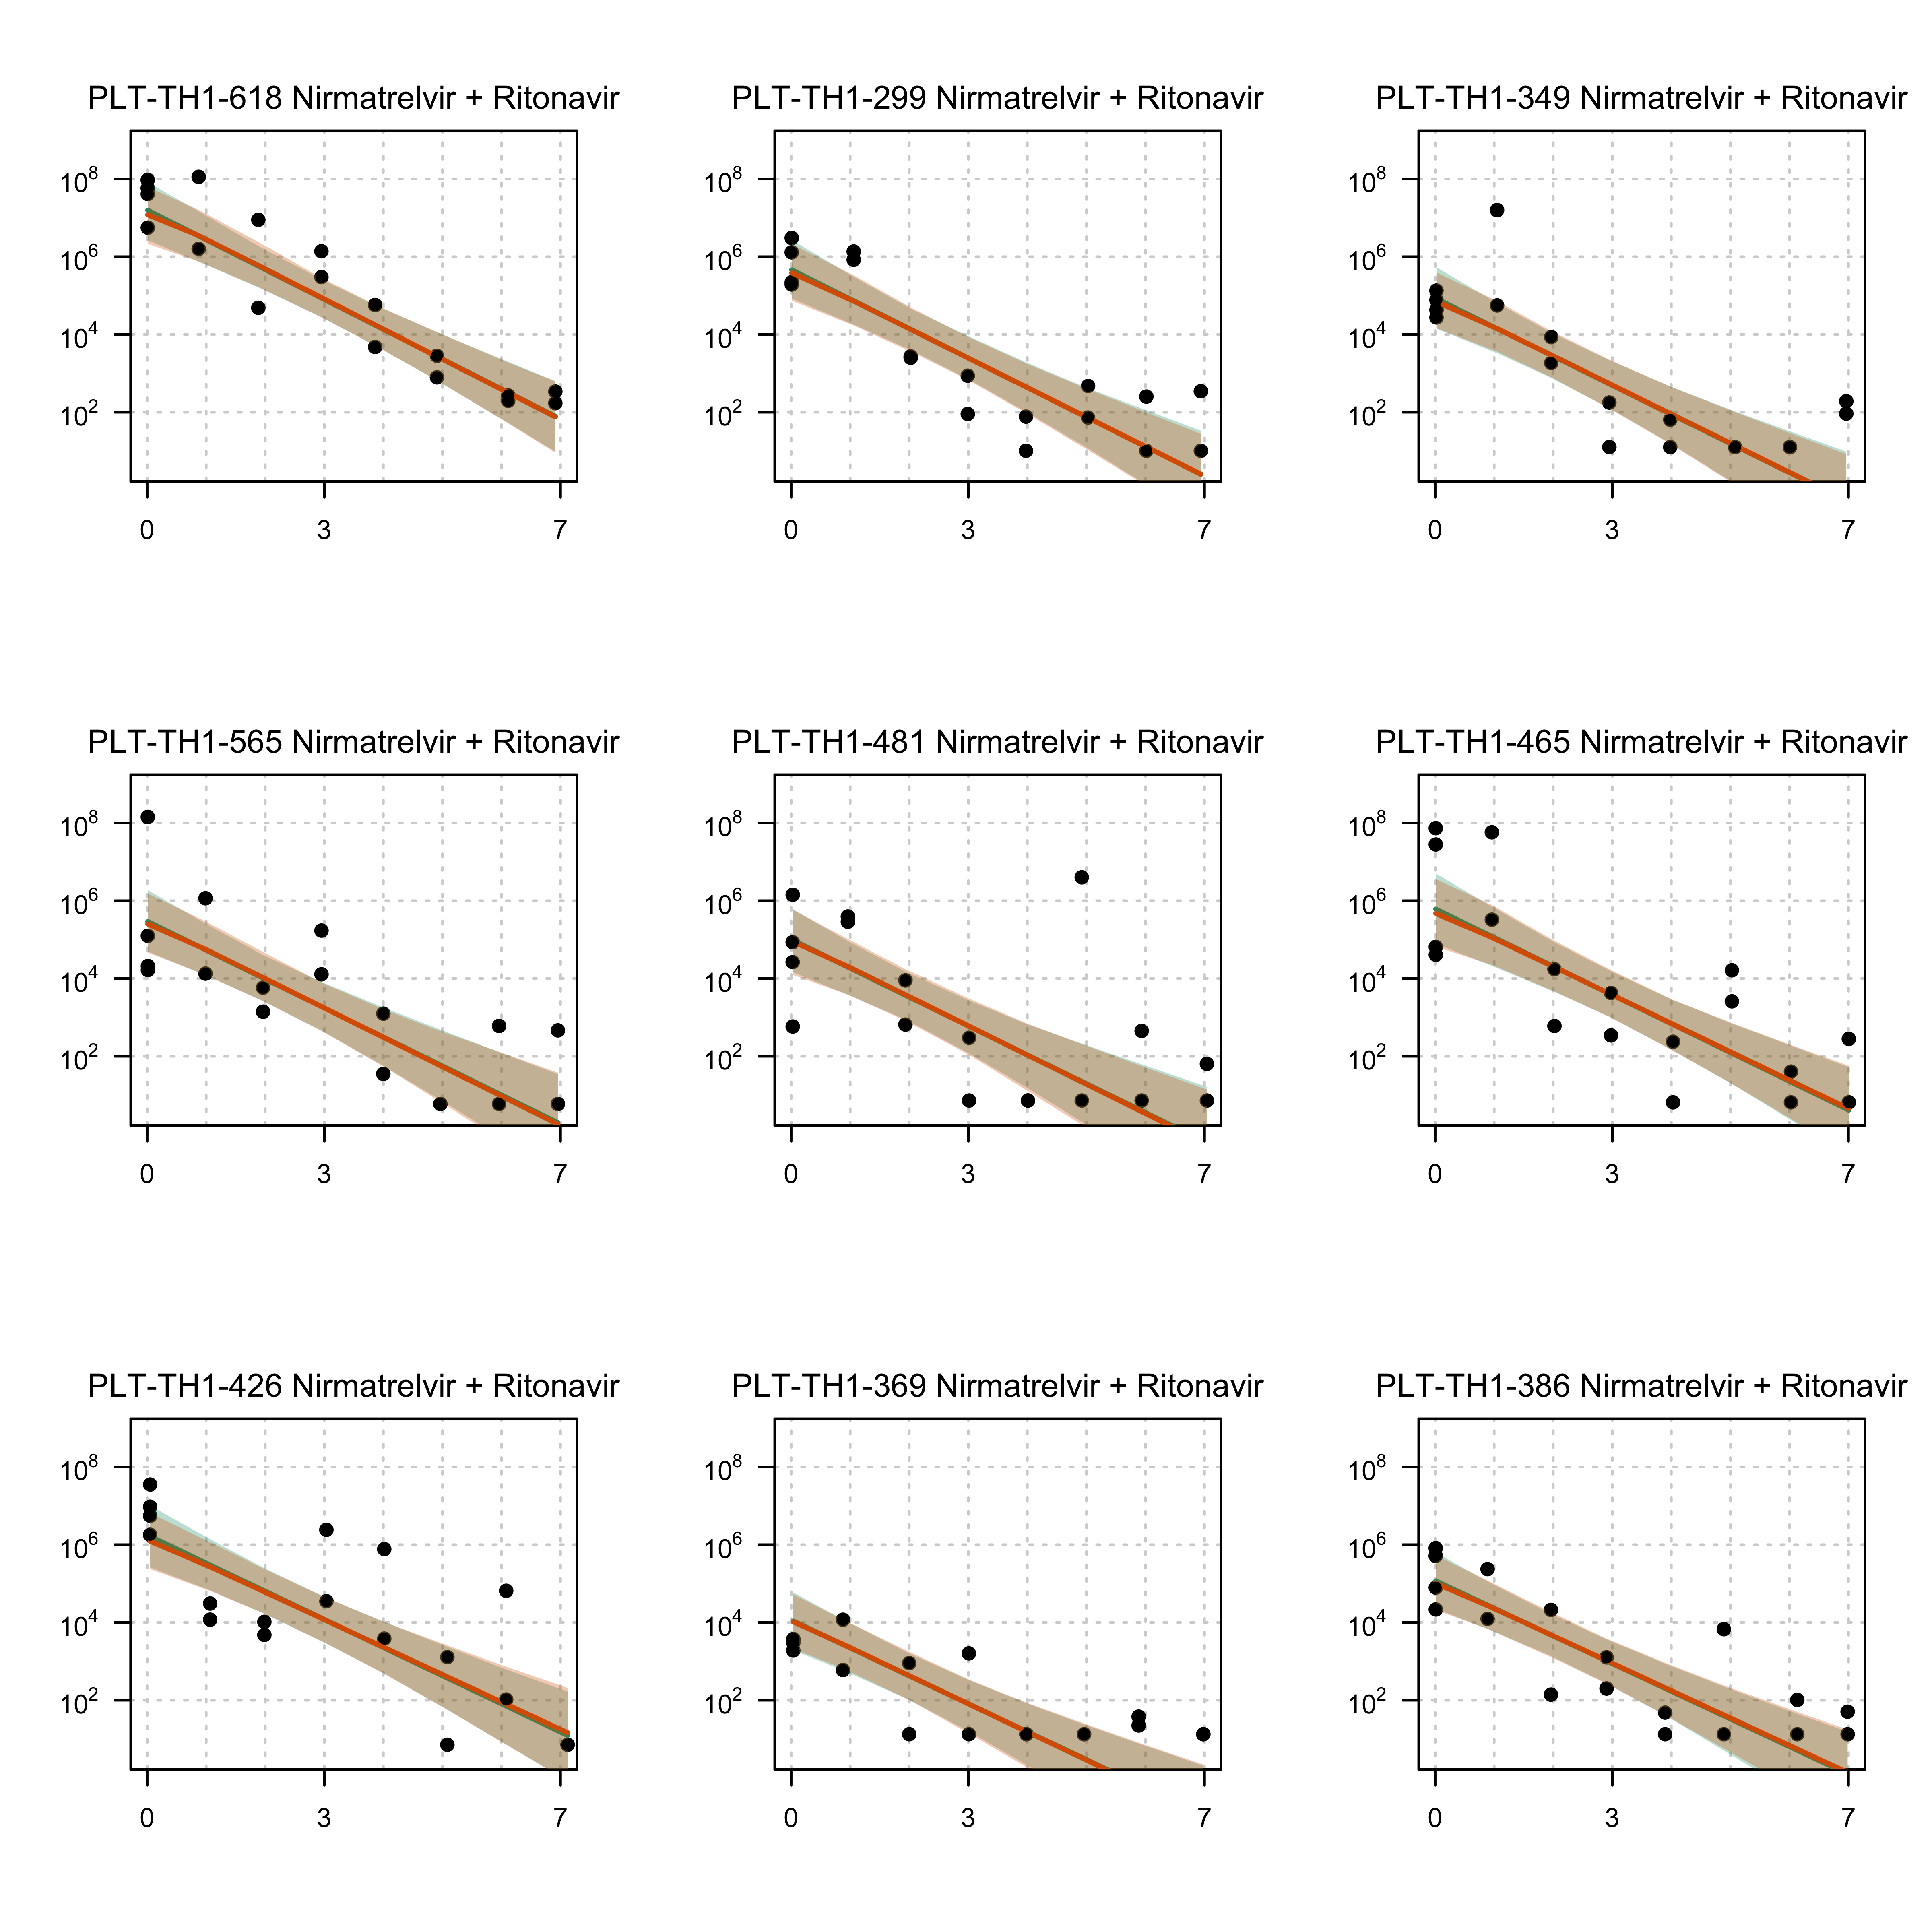 PLT-TH1-618 Nirmatrelvir + Ritonavir
10^8
10^6
10^4
10^2
0 3 7
PLT-TH1-299 Nirmatrelvir + Ritonavir
10^8
10^6
10^4
10^2
0 3 7
PLT-TH1-349 Nirmatrelvir + Ritonavir
10^8
10^6
10^4
10^2
0 3 7
PLT-TH1-565 Nirmatrelvir + Ritonavir
10^8
10^6
10^4
10^2
0 3 7
PLT-TH1-481 Nirmatrelvir + Ritonavir
10^8
10^6
10^4
10^2
0 3 7
PLT-TH1-465 Nirmatrelvir + Ritonavir
10^8
10^6
10^4
10^2
0 3 7
PLT-TH1-426 Nirmatrelvir + Ritonavir
10^8
10^6
10^4
10^2
0 3 7
PLT-TH1-369 Nirmatrelvir + Ritonavir
10^8
10^6
10^4
10^2
0 3 7
PLT-TH1-386 Nirmatrelvir + Ritonavir
10^8
10^6
10^4
10^2
0 3 7